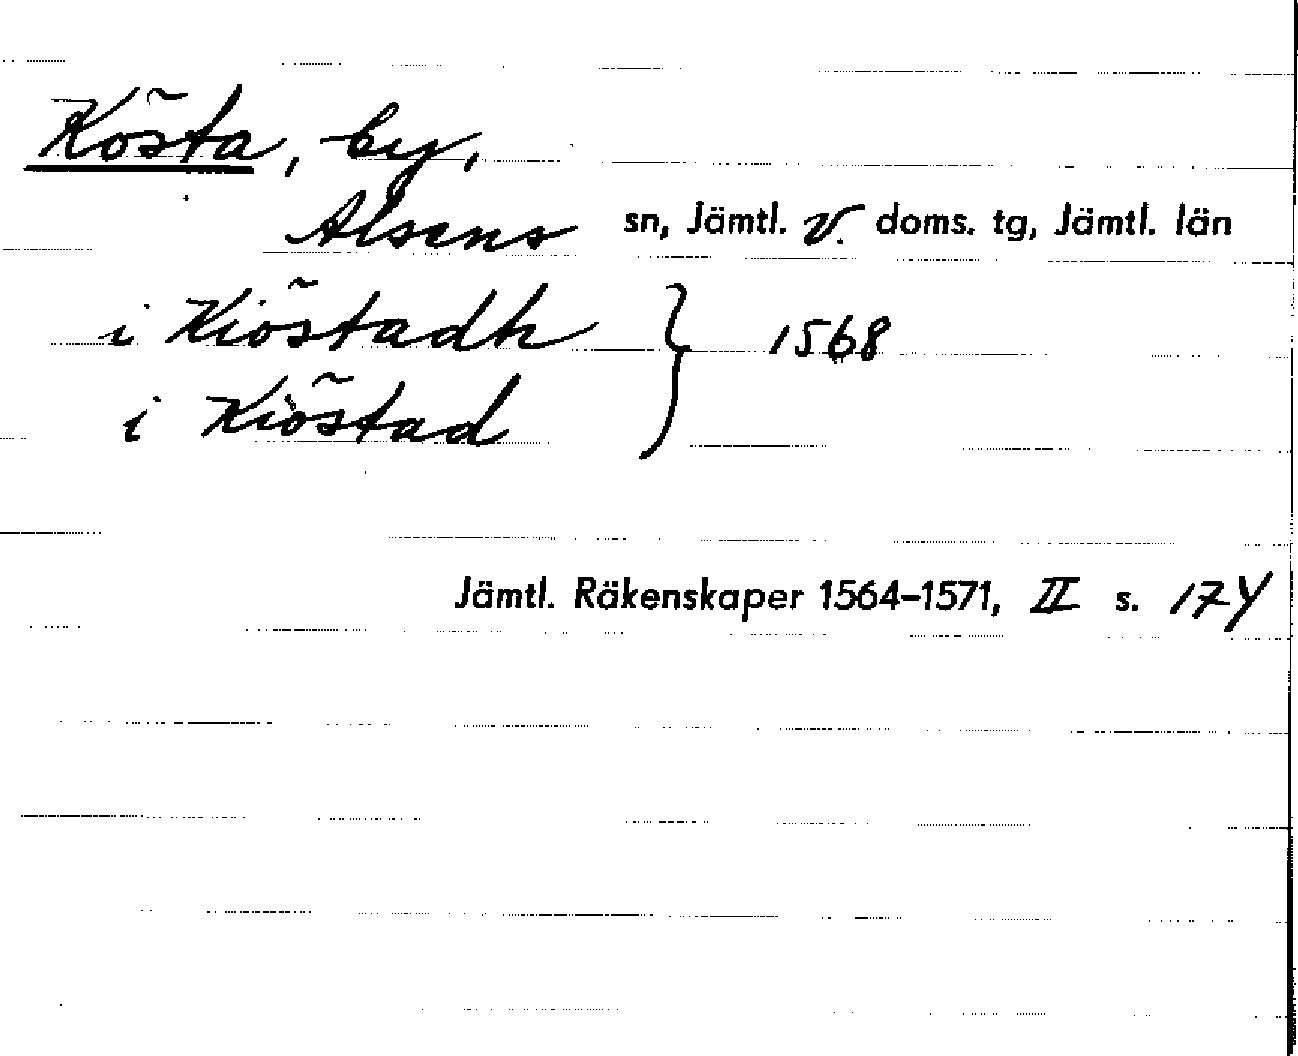 Kösta, by,
Alsens sn, Jämtl. v. doms. tg, Jämtl. län
i Kiöstadh } 1568
i Kiöstad
Jämtl. Räkenskaper 1564–1571, II s. 174